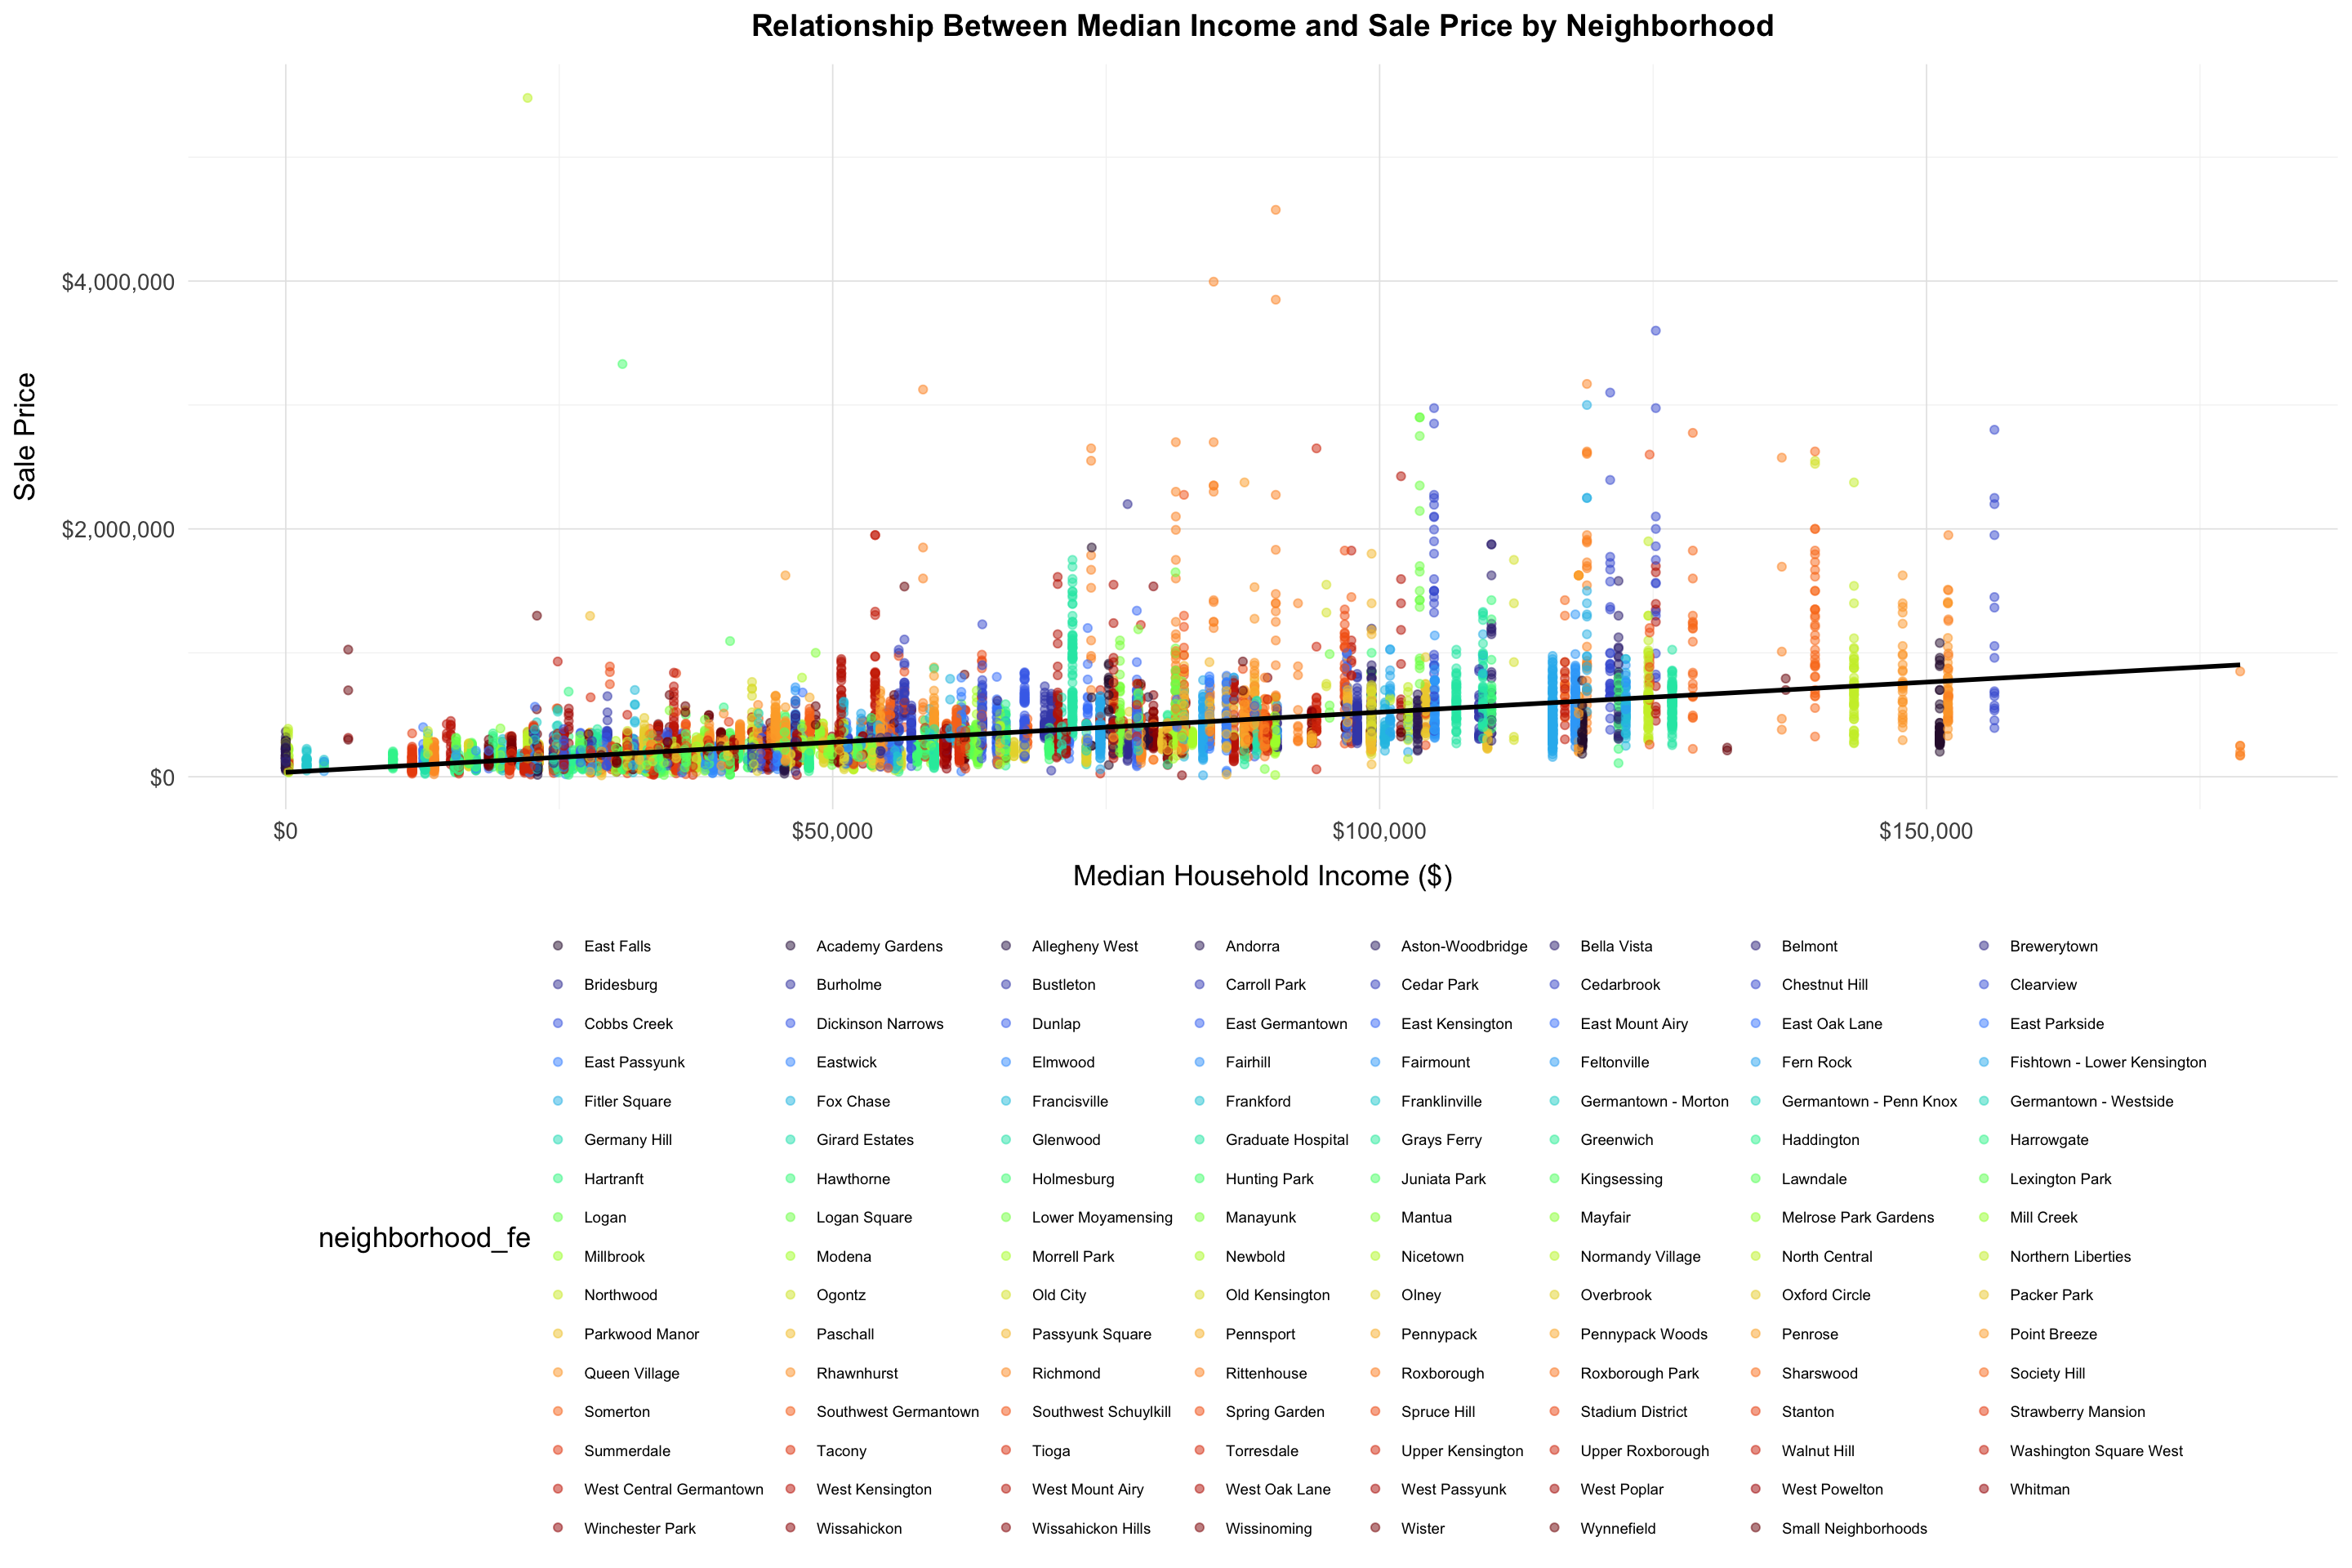 Relationship Between Median Income and Sale Price by Neighborhood
$4,000,000
$2,000,000
$0
Sale Price
$0 $50,000 $100,000 $150,000
Median Household Income ($)
neighborhood_fe
East Falls Academy Gardens Allegheny West Andorra Aston-Woodbridge Bella Vista Belmont Brewerytown
Bridesburg Burholme Bustleton Carroll Park Cedar Park Cedarbrook Chestnut Hill Clearview
Cobbs Creek Dickinson Narrows Dunlap East Germantown East Kensington East Mount Airy East Oak Lane East Parkside
East Passyunk Eastwick Elmwood Fairhill Fairmount Feltonville Fern Rock Fishtown - Lower Kensington
Fitler Square Fox Chase Francisville Frankford Franklinville Germantown - Morton Germantown - Penn Knox Germantown - Westside
Germany Hill Girard Estates Glenwood Graduate Hospital Grays Ferry Greenwich Haddington Harrowgate
Hartranft Hawthorne Holmesburg Hunting Park Juniata Park Kingsessing Lawndale Lexington Park
Logan Logan Square Lower Moyamensing Manayunk Mantua Mayfair Melrose Park Gardens Mill Creek
Millbrook Modena Morrell Park Newbold Nicetown Normandy Village North Central Northern Liberties
Northwood Ogontz Old City Old Kensington Olney Overbrook Oxford Circle Packer Park
Parkwood Manor Paschall Passyunk Square Pennsport Pennypack Pennypack Woods Penrose Point Breeze
Queen Village Rhawnhurst Richmond Rittenhouse Roxborough Roxborough Park Sharswood Society Hill
Somerton Southwest Germantown Southwest Schuylkill Spring Garden Spruce Hill Stadium District Stanton Strawberry Mansion
Summerdale Tacony Tioga Torresdale Upper Kensington Upper Roxborough Walnut Hill Washington Square West
West Central Germantown West Kensington West Mount Airy West Oak Lane West Passyunk West Poplar West Powelton Whitman
Winchester Park Wissahickon Wissahickon Hills Wissinoming Wister Wynnefield Small Neighborhoods